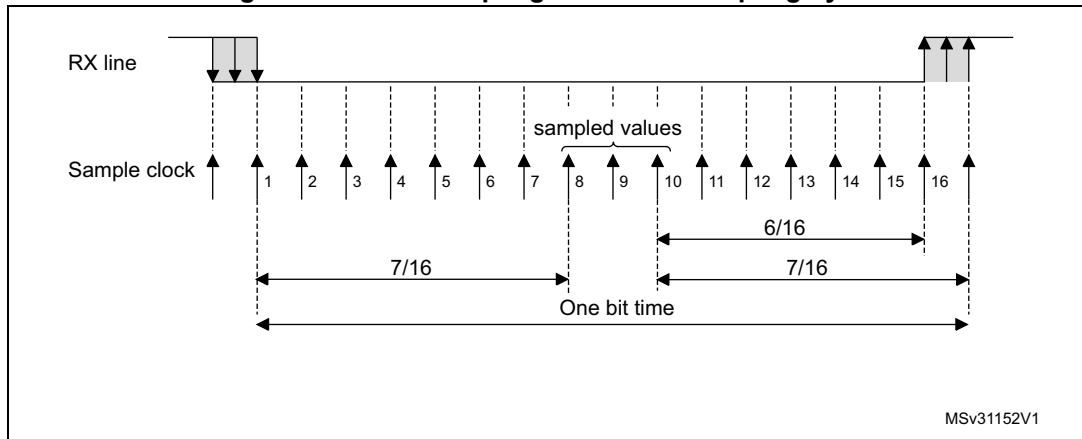 RX line
sampled values
Sample clock
1 2 3 4 5 6 7 8 9 10 11 12 13 14 15 16
6/16
7/16 7/16
One bit time
MSv31152V1